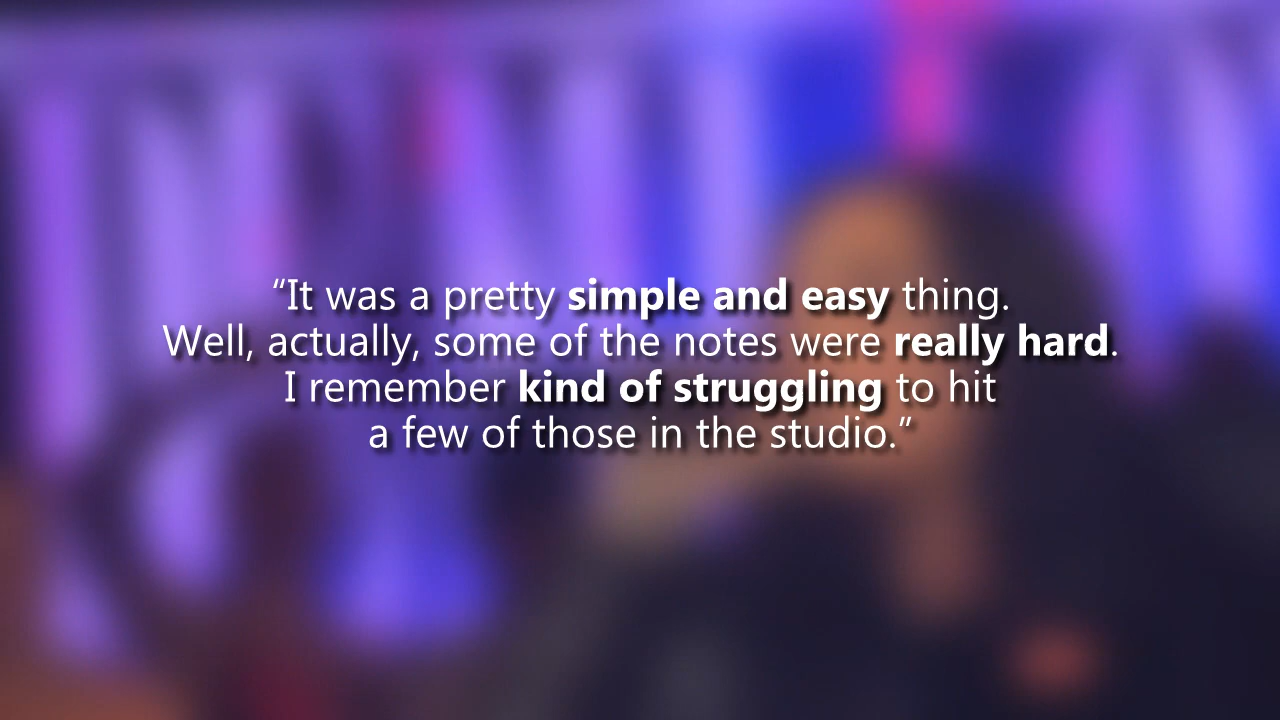 “It was a pretty simple and easy thing.
Well, actually, some of the notes were really hard.
I remember kind of struggling to hit
a few of those in the studio.”